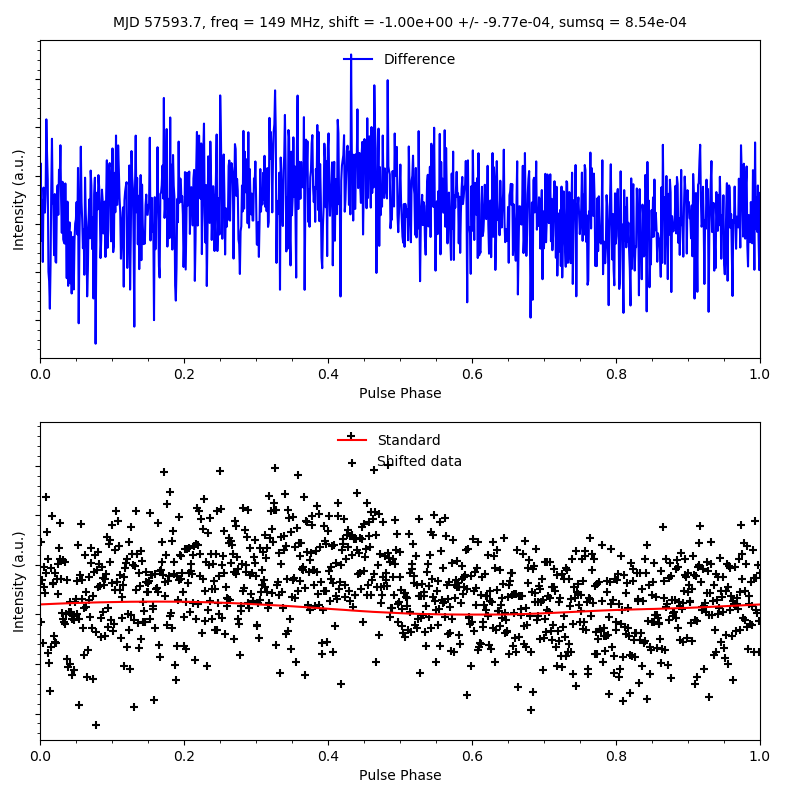 MJD 57593.7, freq = 149 MHz, shift = -1.00e+00 +/- -9.77e-04, sumsq = 8.54e-04
Difference
Intensity (a.u.)
0.0 0.2 0.4 0.6 0.8 1.0
Pulse Phase
Standard
Shifted data
Intensity (a.u.)
0.0 0.2 0.4 0.6 0.8 1.0
Pulse Phase